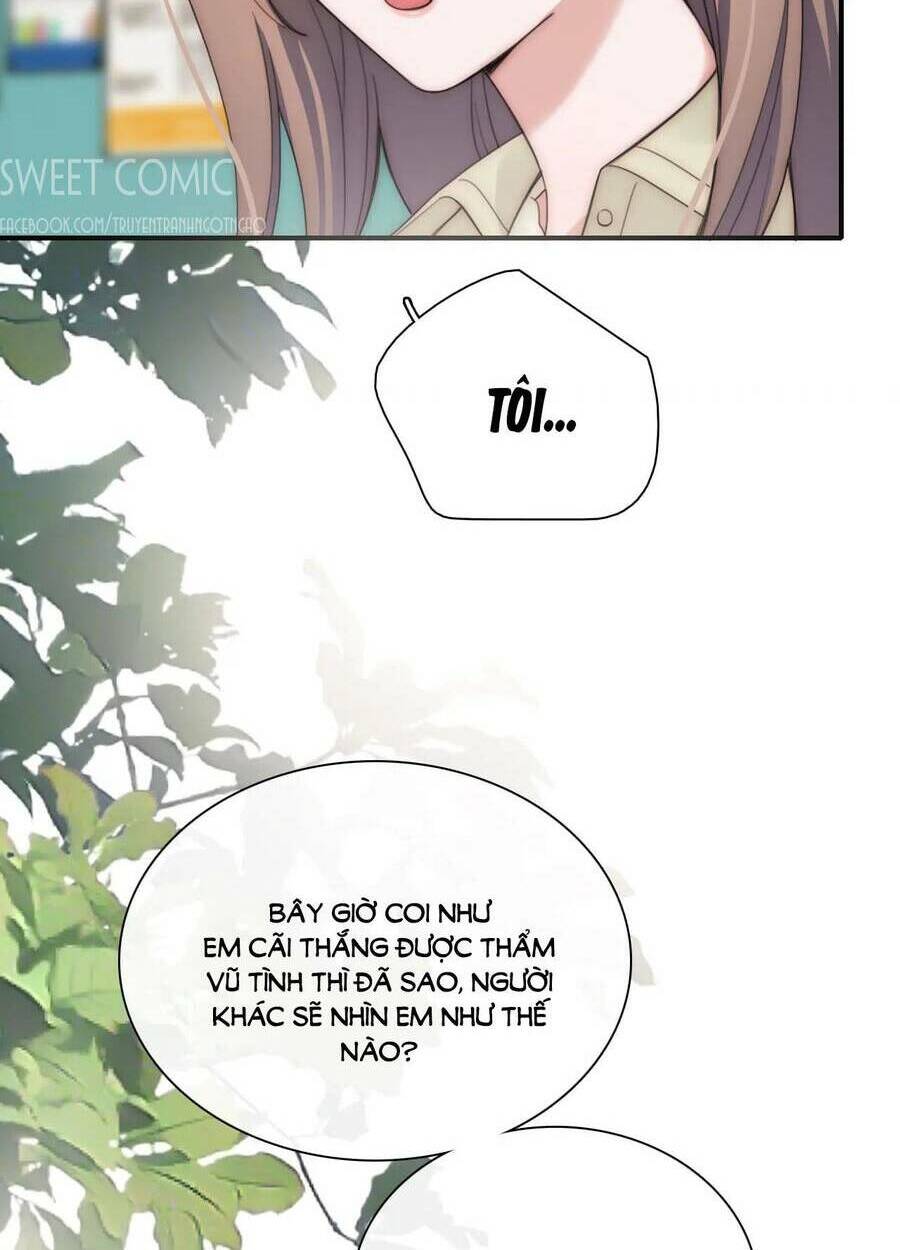 SWEET COMIC
FACEBOOK.COM/TRUYENTRANHNGOTNGAO
TÔI...
BÂY GIỜ COI NHƯ
EM CÃI THẮNG ĐƯỢC THẨM
VŨ TÌNH THÌ ĐÃ SAO, NGƯỜI
KHÁC SẼ NHÌN EM NHƯ THẾ
NÀO?